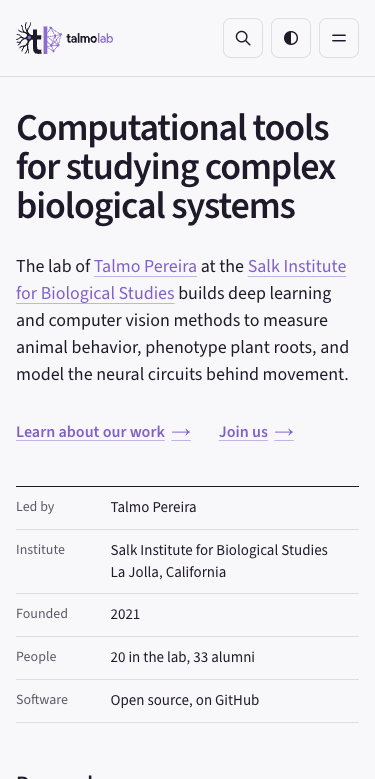 talmolab
Computational tools
for studying complex
biological systems
The lab of Talmo Pereira at the Salk Institute
for Biological Studies builds deep learning
and computer vision methods to measure
animal behavior, phenotype plant roots, and
model the neural circuits behind movement.
Learn about our work → Join us →
Led by Talmo Pereira
Institute Salk Institute for Biological Studies
La Jolla, California
Founded 2021
People 20 in the lab, 33 alumni
Software Open source, on GitHub